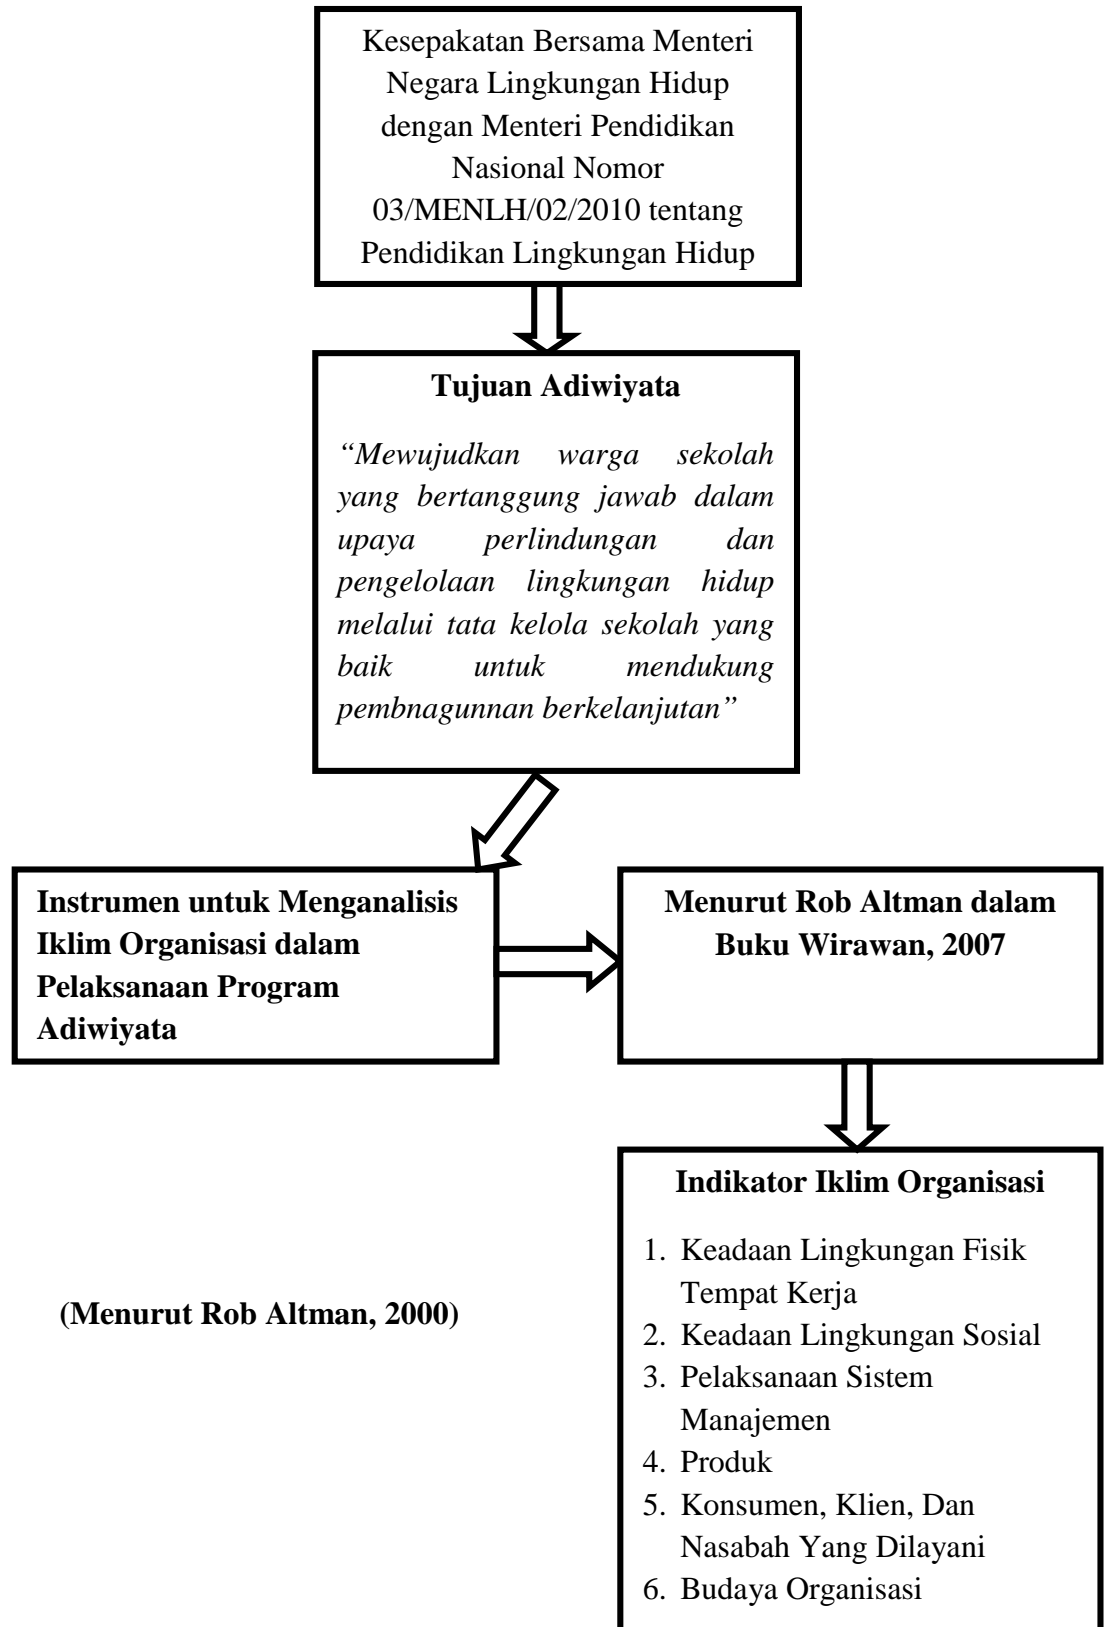 Kesepakatan Bersama Menteri
Negara Lingkungan Hidup
dengan Menteri Pendidikan
Nasional Nomor
03/MENLH/02/2010 tentang
Pendidikan Lingkungan Hidup
Tujuan Adiwiyata
“Mewujudkan warga sekolah
yang bertanggung jawab dalam
upaya perlindungan dan
pengelolaan lingkungan hidup
melalui tata kelola sekolah yang
baik untuk mendukung
pembnagunnan berkelanjutan”
Instrumen untuk Menganalisis
Iklim Organisasi dalam
Pelaksanaan Program
Adiwiyata
Menurut Rob Altman dalam
Buku Wirawan, 2007
Indikator Iklim Organisasi
1. Keadaan Lingkungan Fisik
Tempat Kerja
2. Keadaan Lingkungan Sosial
3. Pelaksanaan Sistem
Manajemen
4. Produk
5. Konsumen, Klien, Dan
Nasabah Yang Dilayani
6. Budaya Organisasi
(Menurut Rob Altman, 2000)